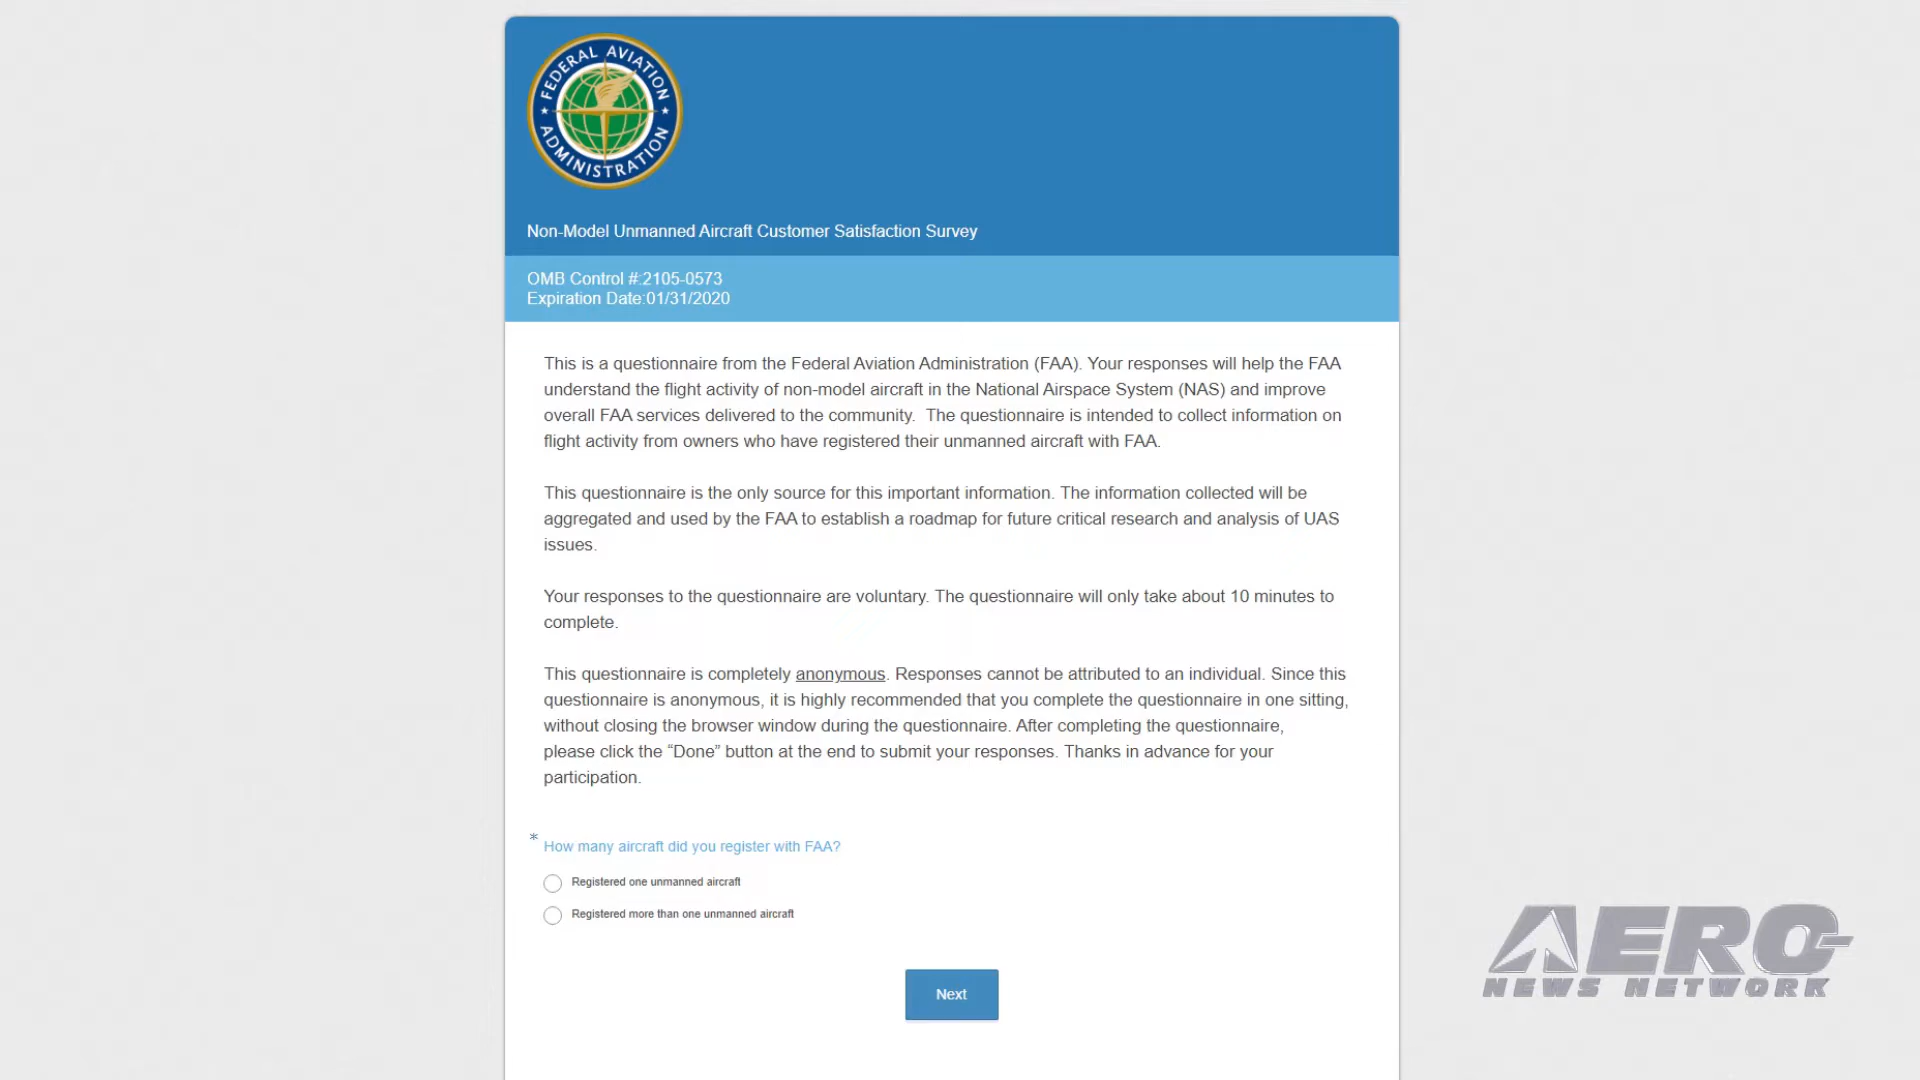 FEDERAL AVIATION
ADMINISTRATION
Non-Model Unmanned Aircraft Customer Satisfaction Survey
OMB Control #:2105-0573
Expiration Date:01/31/2020
This is a questionnaire from the Federal Aviation Administration (FAA). Your responses will help the FAA
understand the flight activity of non-model aircraft in the National Airspace System (NAS) and improve
overall FAA services delivered to the community.  The questionnaire is intended to collect information on
flight activity from owners who have registered their unmanned aircraft with FAA.
This questionnaire is the only source for this important information. The information collected will be
aggregated and used by the FAA to establish a roadmap for future critical research and analysis of UAS
issues.
Your responses to the questionnaire are voluntary. The questionnaire will only take about 10 minutes to
complete.
This questionnaire is completely anonymous. Responses cannot be attributed to an individual. Since this
questionnaire is anonymous, it is highly recommended that you complete the questionnaire in one sitting,
without closing the browser window during the questionnaire. After completing the questionnaire,
please click the “Done” button at the end to submit your responses. Thanks in advance for your
participation.
* How many aircraft did you register with FAA?
Registered one unmanned aircraft
Registered more than one unmanned aircraft
Next
AERO-
NEWS NETWORK